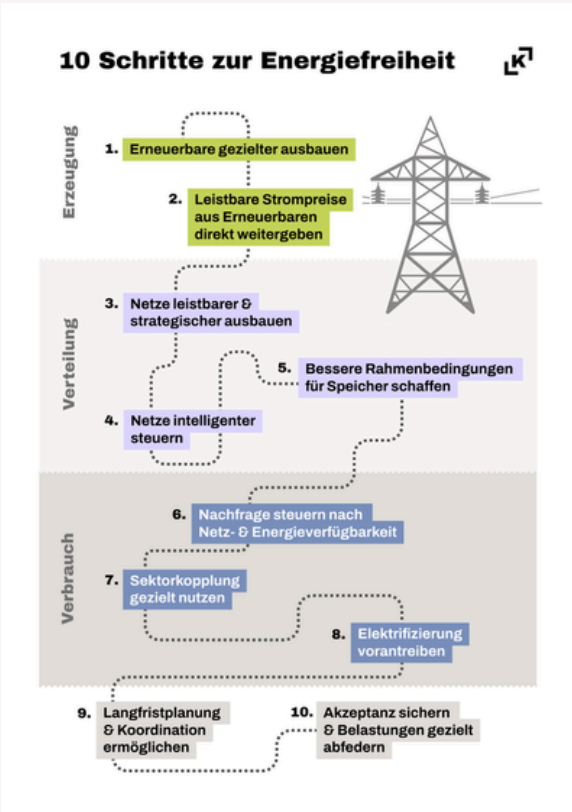 10 Schritte zur Energiefreiheit
K
Erzeugung
1. Erneuerbare gezielter ausbauen
2. Leistbare Strompreise
aus Erneuerbaren
direkt weitergeben
Verteilung
3. Netze leistbarer &
strategischer ausbauen
4. Netze intelligenter
steuern
5. Bessere Rahmenbedingungen
für Speicher schaffen
Verbrauch
6. Nachfrage steuern nach
Netz- & Energieverfügbarkeit
7. Sektorkopplung
gezielt nutzen
8. Elektrifizierung
vorantreiben
9. Langfristplanung
& Koordination
ermöglichen
10. Akzeptanz sichern
& Belastungen gezielt
abfedern